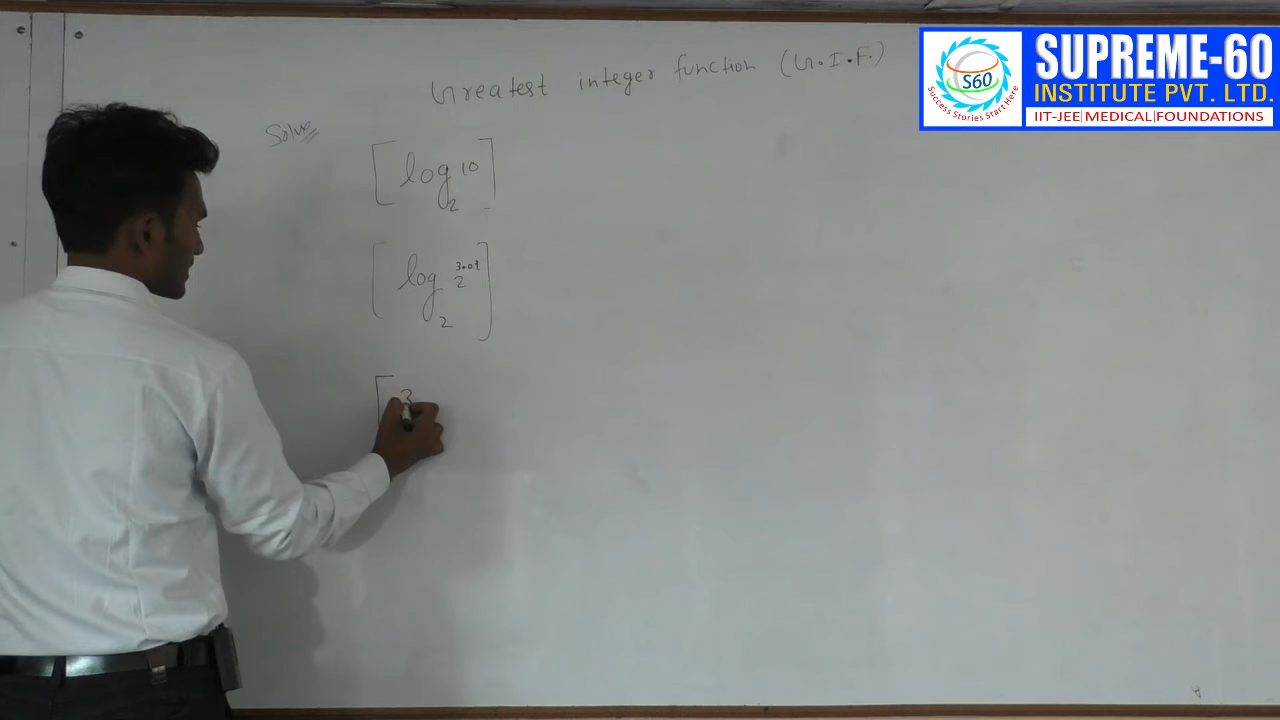 Greatest integer function (G.I.F.)
Solve
[log₂ 10]
[log₂ 2^3.01]
[3
SUPREME-60
INSTITUTE PVT. LTD.
IIT-JEE|MEDICAL|FOUNDATIONS
S60
Success Stories Start Here